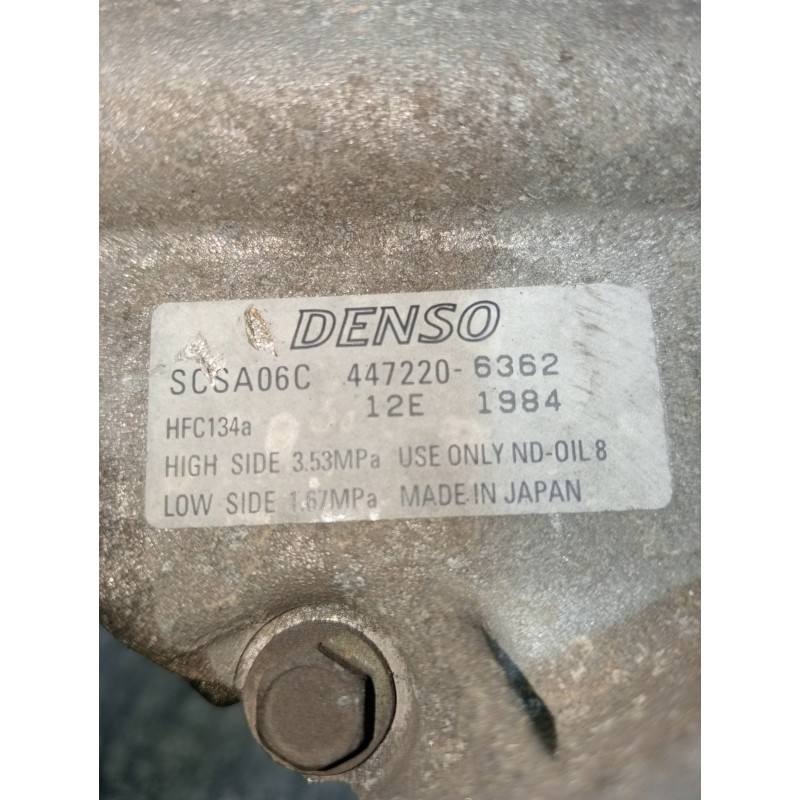 DENSO
SCSA06C 447220-6362
12E 1984
HFC134a
HIGH SIDE 3.53MPa USE ONLY ND-OIL 8
LOW SIDE 1.67MPa MADE IN JAPAN